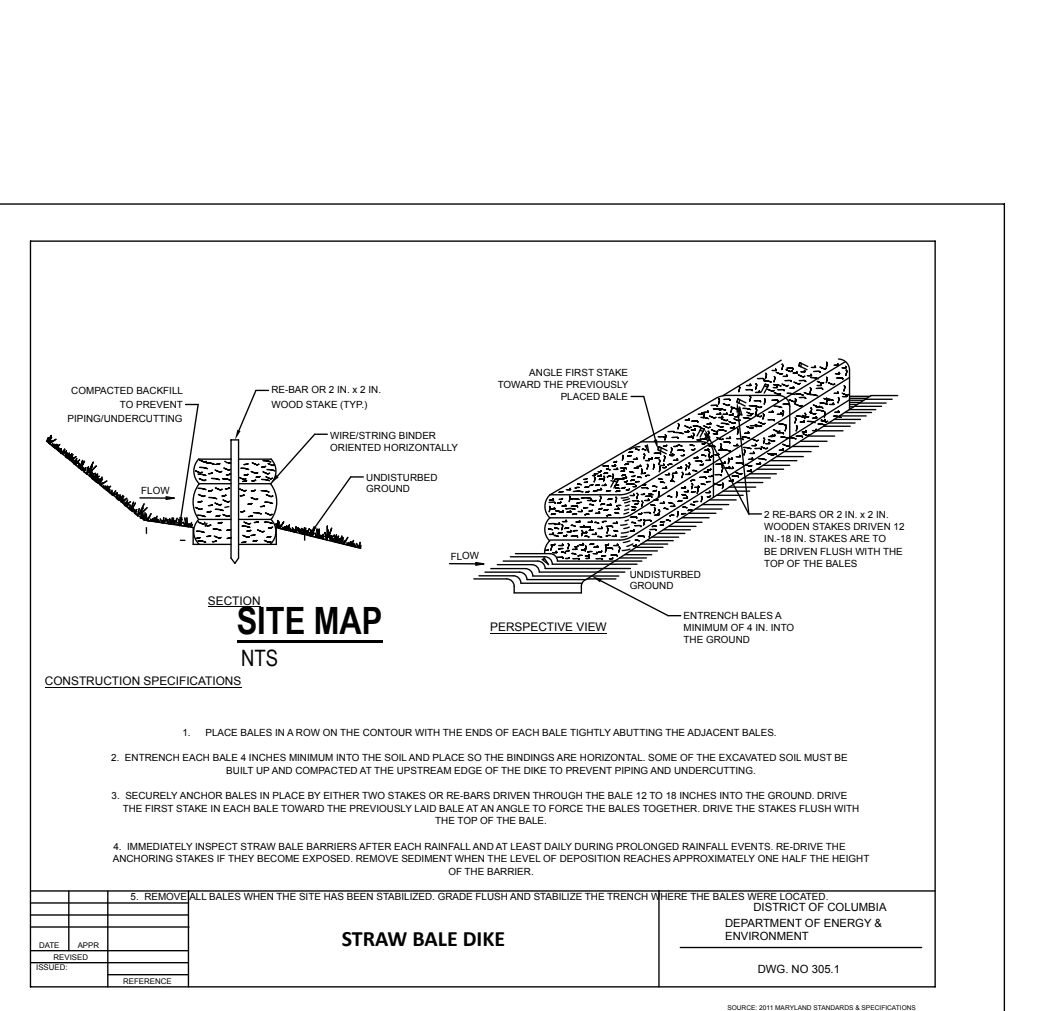 COMPACTED BACKFILL
TO PREVENT
PIPING/UNDERCUTTING
RE-BAR OR 2 IN. x 2 IN.
WOOD STAKE (TYP.)
WIRE/STRING BINDER
ORIENTED HORIZONTALLY
UNDISTURBED
GROUND
FLOW
SECTION
ANGLE FIRST STAKE
TOWARD THE PREVIOUSLY
PLACED BALE
2 RE-BARS OR 2 IN. x 2 IN.
WOODEN STAKES DRIVEN 12
IN.-18 IN. STAKES ARE TO
BE DRIVEN FLUSH WITH THE
TOP OF THE BALES
FLOW
UNDISTURBED
GROUND
ENTRENCH BALES A
MINIMUM OF 4 IN. INTO
THE GROUND
PERSPECTIVE VIEW
SITE MAP
NTS
CONSTRUCTION SPECIFICATIONS
1. PLACE BALES IN A ROW ON THE CONTOUR WITH THE ENDS OF EACH BALE TIGHTLY ABUTTING THE ADJACENT BALES.
2. ENTRENCH EACH BALE 4 INCHES MINIMUM INTO THE SOIL AND PLACE SO THE BINDINGS ARE HORIZONTAL. SOME OF THE EXCAVATED SOIL MUST BE
BUILT UP AND COMPACTED AT THE UPSTREAM EDGE OF THE DIKE TO PREVENT PIPING AND UNDERCUTTING.
3. SECURELY ANCHOR BALES IN PLACE BY EITHER TWO STAKES OR RE-BARS DRIVEN THROUGH THE BALE 12 TO 18 INCHES INTO THE GROUND. DRIVE
THE FIRST STAKE IN EACH BALE TOWARD THE PREVIOUSLY LAID BALE AT AN ANGLE TO FORCE THE BALES TOGETHER. DRIVE THE STAKES FLUSH WITH
THE TOP OF THE BALE.
4. IMMEDIATELY INSPECT STRAW BALE BARRIERS AFTER EACH RAINFALL AND AT LEAST DAILY DURING PROLONGED RAINFALL EVENTS. RE-DRIVE THE
ANCHORING STAKES IF THEY BECOME EXPOSED. REMOVE SEDIMENT WHEN THE LEVEL OF DEPOSITION REACHES APPROXIMATELY ONE HALF THE HEIGHT
OF THE BARRIER.
5. REMOVE ALL BALES WHEN THE SITE HAS BEEN STABILIZED. GRADE FLUSH AND STABILIZE THE TRENCH WHERE THE BALES WERE LOCATED.
DATE APPR
REVISED
ISSUED:
REFERENCE
STRAW BALE DIKE
DISTRICT OF COLUMBIA
DEPARTMENT OF ENERGY &
ENVIRONMENT
DWG. NO 305.1
SOURCE: 2011 MARYLAND STANDARDS & SPECIFICATIONS